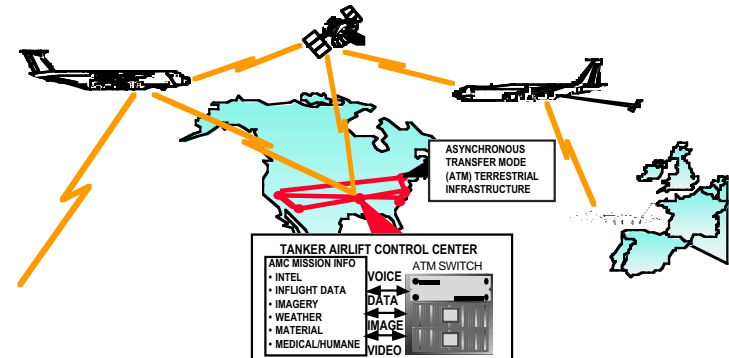 ASYNCHRONOUS
TRANSFER MODE
(ATM) TERRESTRIAL
INFRASTRUCTURE
TANKER AIRLIFT CONTROL CENTER
AMC MISSION INFO
• INTEL
• INFLIGHT DATA
• IMAGERY
• WEATHER
• MATERIAL
• MEDICAL/HUMANE
VOICE
DATA
IMAGE
VIDEO
ATM SWITCH